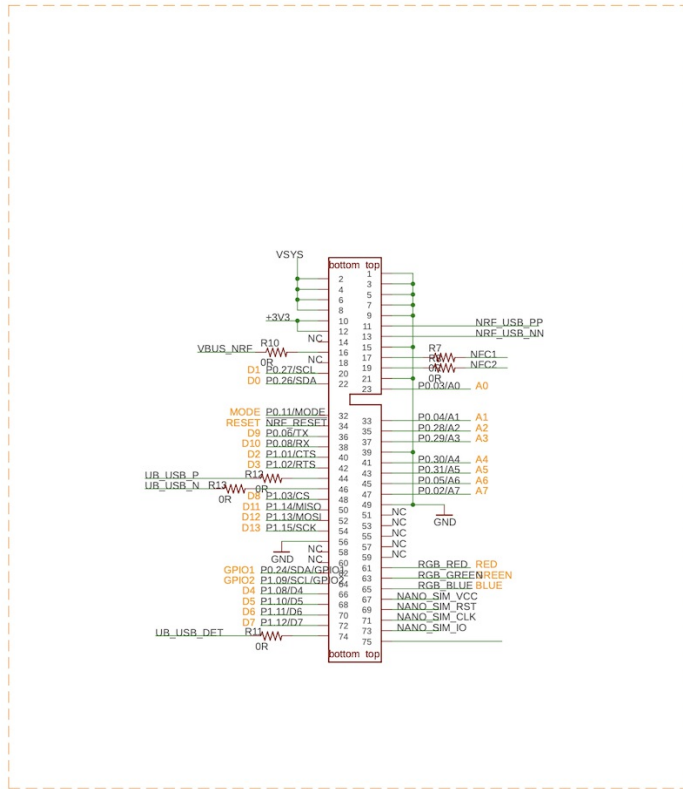 VSYS
bottom top
2 1
4 3
6 5
8 7
+3V3 10 9
12 11 NRF_USB_PP
NC 14 13 NRF_USB_NN
VBUS_NRF R10 0R 16 15
NC 18 17 R7 NFC1
D1 P0.27/SCL 20 19 0R NFC2
D0 P0.26/SDA 22 21
23 P0.03/A0 A0
MODE P0.11/MODE 32
RESET NRF_RESET 34 33 P0.04/A1 A1
D9 P0.06/TX 36 35 P0.28/A2 A2
D10 P0.08/RX 38 37 P0.29/A3 A3
D2 P1.01/CTS 40 39
D3 P1.02/RTS 42 41 P0.30/A4 A4
UB_USB_P R12 0R 44 43 P0.31/A5 A5
UB_USB_N R13 0R 46 45 P0.05/A6 A6
D8 P1.03/CS 48 47 P0.02/A7 A7
D11 P1.14/MISO 50 49 GND
D12 P1.13/MOSI 52 51 NC
D13 P1.15/SCK 54 53 NC
GND 56 55 NC
NC 58 57 NC
NC 60 59 NC
GPIO1 P0.24/SDA/GPIO1 62 61 RGB_RED RED
GPIO2 P1.09/SCL/GPIO2 64 63 RGB_GREEN GREEN
D4 P1.08/D4 66 65 RGB_BLUE BLUE
D5 P1.10/D5 68 67 NANO_SIM_VCC
D6 P1.11/D6 70 69 NANO_SIM_RST
D7 P1.12/D7 72 71 NANO_SIM_CLK
UB_USB_DET R11 0R 74 73 NANO_SIM_IO
75
bottom top